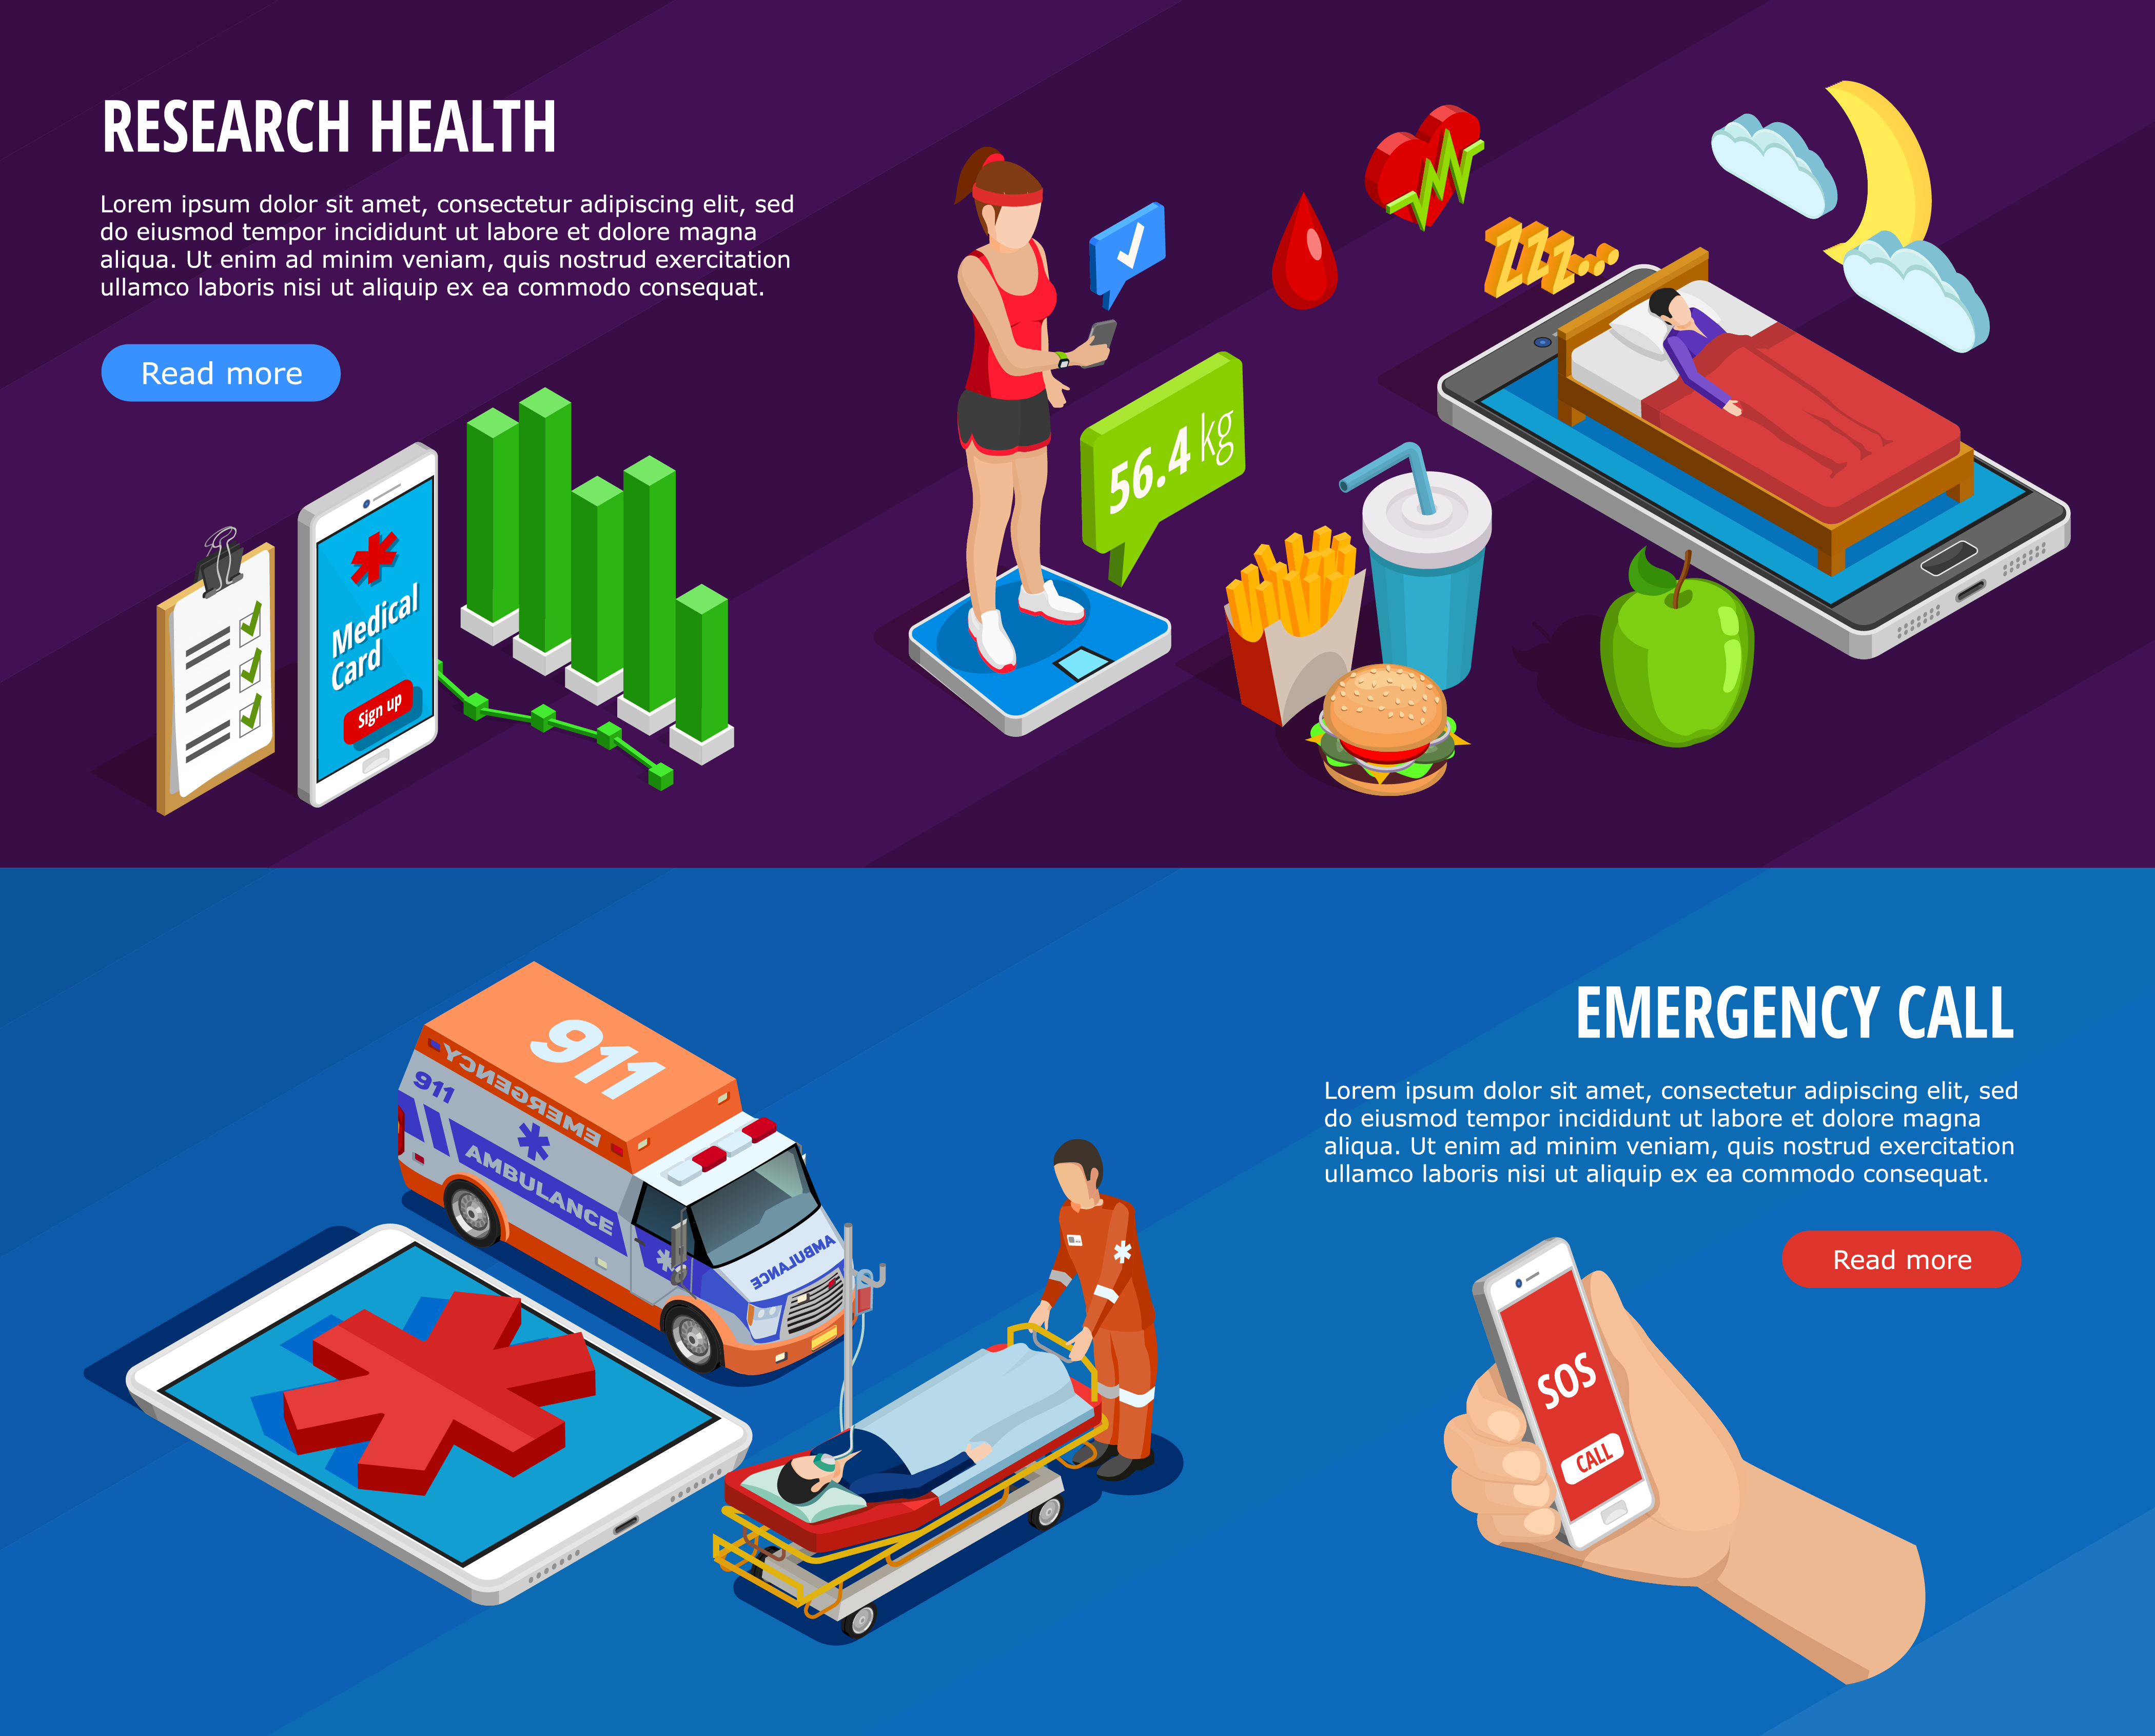 RESEARCH HEALTH
Lorem ipsum dolor sit amet, consectetur adipiscing elit, sed
do eiusmod tempor incididunt ut labore et dolore magna
aliqua. Ut enim ad minim veniam, quis nostrud exercitation
ullamco laboris nisi ut aliquip ex ea commodo consequat.
Read more
Medical
Card
Sign up
56.4 kg
zzz...
EMERGENCY CALL
Lorem ipsum dolor sit amet, consectetur adipiscing elit, sed
do eiusmod tempor incididunt ut labore et dolore magna
aliqua. Ut enim ad minim veniam, quis nostrud exercitation
ullamco laboris nisi ut aliquip ex ea commodo consequat.
Read more
911
EMERGENCY
911
AMBULANCE
AMBULANCE
SOS
CALL